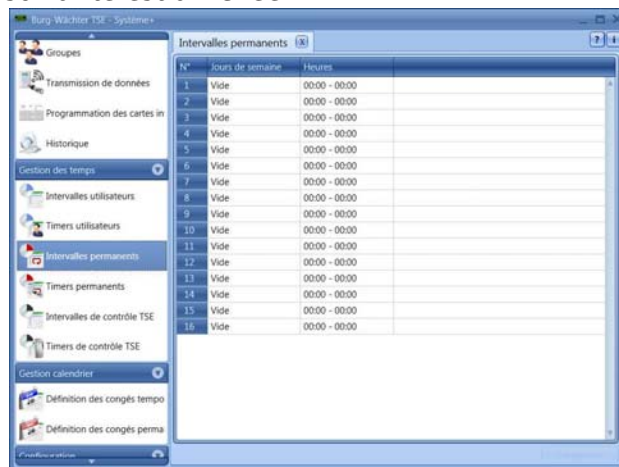 Burg-Wächter TSE - Système+
Groupes
Transmission de données
Programmation des cartes in
Historique
Gestion des temps
Intervalles utilisateurs
Timers utilisateurs
Intervalles permanents
Timers permanents
Intervalles de contrôle TSE
Timers de contrôle TSE
Gestion calendrier
Définition des congés tempo
Définition des congés perma
Configuration
Intervalles permanents
N° Jours de semaine Heures
1 Vide 00:00 - 00:00
2 Vide 00:00 - 00:00
3 Vide 00:00 - 00:00
4 Vide 00:00 - 00:00
5 Vide 00:00 - 00:00
6 Vide 00:00 - 00:00
7 Vide 00:00 - 00:00
8 Vide 00:00 - 00:00
9 Vide 00:00 - 00:00
10 Vide 00:00 - 00:00
11 Vide 00:00 - 00:00
12 Vide 00:00 - 00:00
13 Vide 00:00 - 00:00
14 Vide 00:00 - 00:00
15 Vide 00:00 - 00:00
16 Vide 00:00 - 00:00